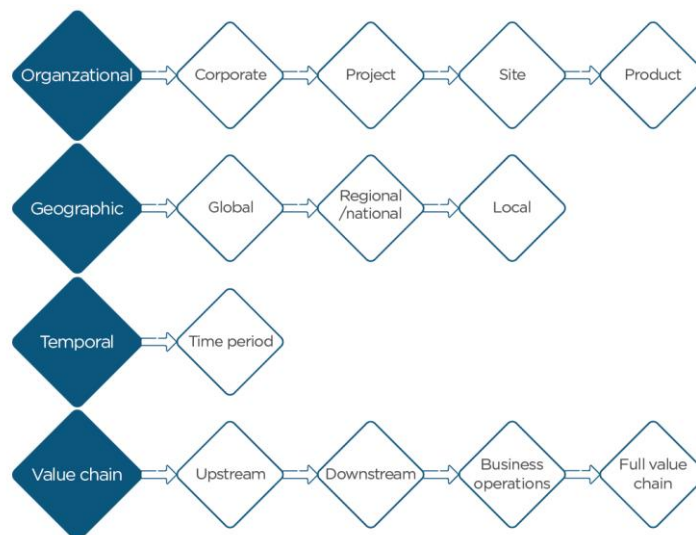 Organzational
Corporate
Project
Site
Product
Geographic
Global
Regional
/national
Local
Temporal
Time period
Value chain
Upstream
Downstream
Business
operations
Full value
chain